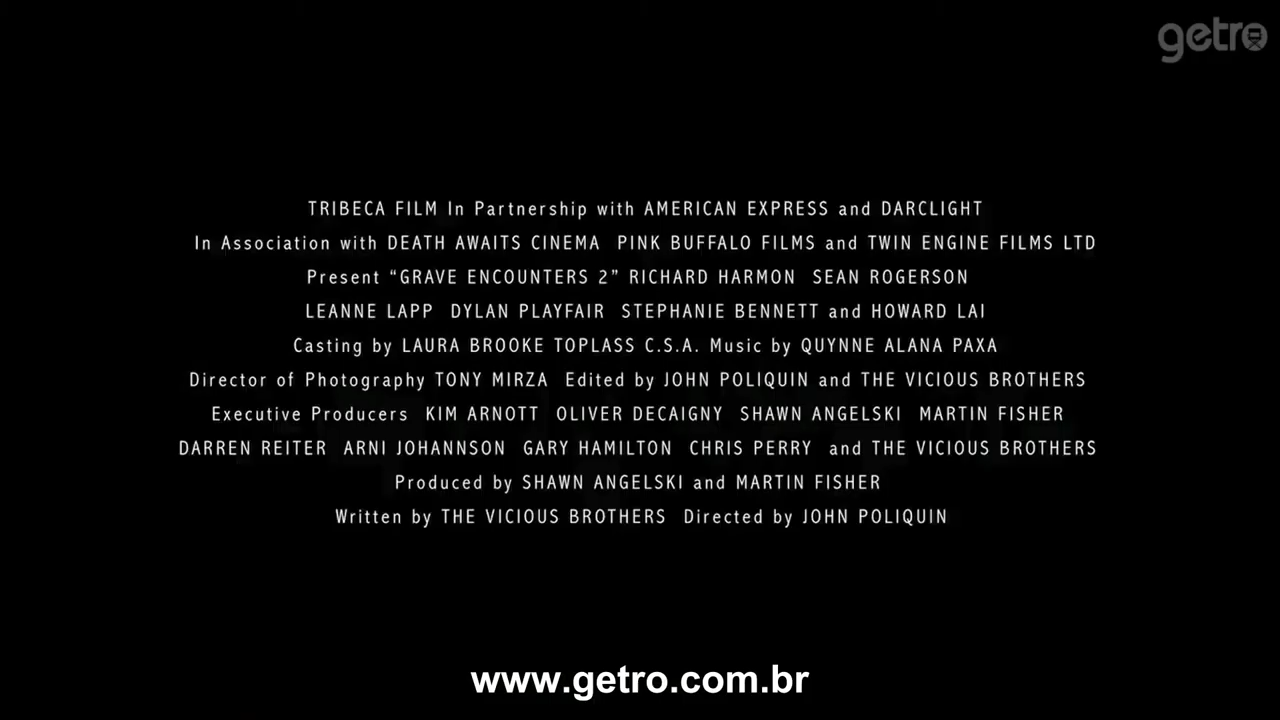 getro
TRIBECA FILM In Partnership with AMERICAN EXPRESS and DARCLIGHT
In Association with DEATH AWAITS CINEMA PINK BUFFALO FILMS and TWIN ENGINE FILMS LTD
Present “GRAVE ENCOUNTERS 2” RICHARD HARMON SEAN ROGERSON
LEANNE LAPP DYLAN PLAYFAIR STEPHANIE BENNETT and HOWARD LAI
Casting by LAURA BROOKE TOPLASS C.S.A. Music by QUYNNE ALANA PAXA
Director of Photography TONY MIRZA Edited by JOHN POLIQUIN and THE VICIOUS BROTHERS
Executive Producers KIM ARNOTT OLIVER DECAIGNY SHAWN ANGELSKI MARTIN FISHER
DARREN REITER ARNI JOHANNSON GARY HAMILTON CHRIS PERRY and THE VICIOUS BROTHERS
Produced by SHAWN ANGELSKI and MARTIN FISHER
Written by THE VICIOUS BROTHERS Directed by JOHN POLIQUIN
www.getro.com.br